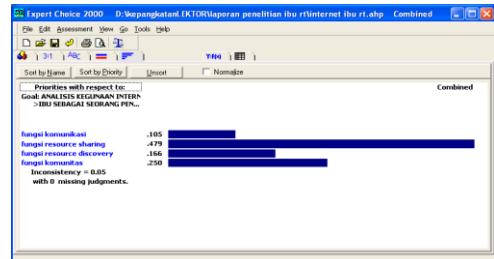 Expert Choice 2000 D:\kepangkatan\LEKTOR\laporan penelitian ibu rt\internet ibu rt.ahp Combined
File Edit Assessment View Go Tools Help
3:1 ABC Y=f(x)
Sort by Name Sort by Priority Unsort Normalize
Priorities with respect to: Combined
Goal: ANALISIS KEGUNAAN INTERN
>IBU SEBAGAI SEORANG PEN...
fungsi komunikasi .105
fungsi resource sharing .479
fungsi resource discovery .166
fungsi komunitas .250
Inconsistency = 0.05
with 0 missing judgments.